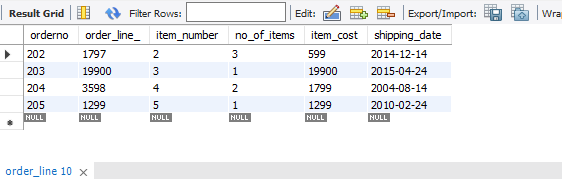 Result Grid Filter Rows: Edit: Export/Import: Wra
orderno order_line_ item_number no_of_items item_cost shipping_date
202 1797 2 3 599 2014-12-14
203 19900 3 1 19900 2015-04-24
204 3598 4 2 1799 2004-08-14
205 1299 5 1 1299 2010-02-24
NULL NULL NULL NULL NULL NULL
order_line 10